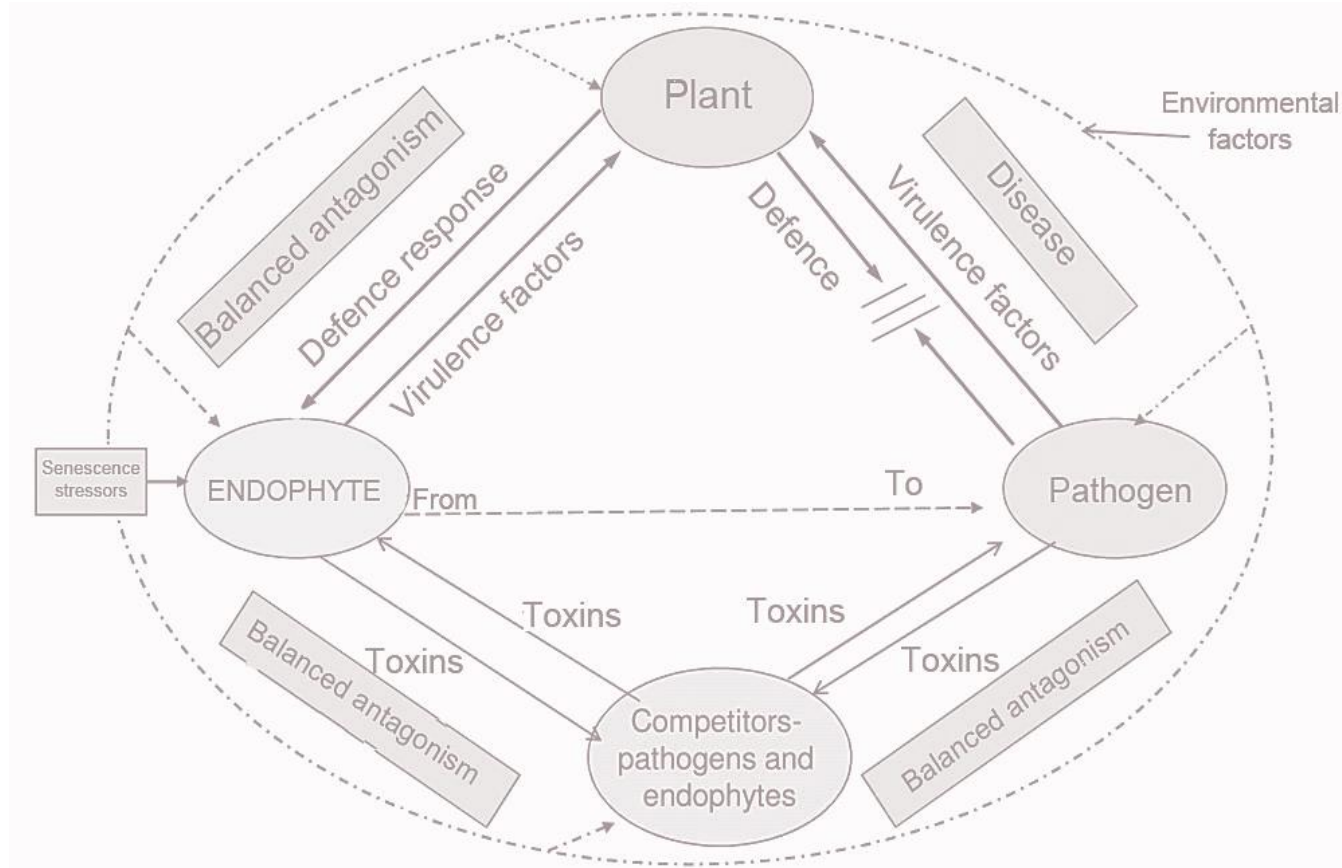 Plant
Environmental
factors
Balanced antagonism
Defence response
Virulence factors
Defence
Virulence factors
Disease
Senescence
stressors
ENDOPHYTE
From
To
Pathogen
Toxins
Toxins
Toxins
Toxins
Balanced antagonism
Competitors-
pathogens and
endophytes
Balanced antagonism